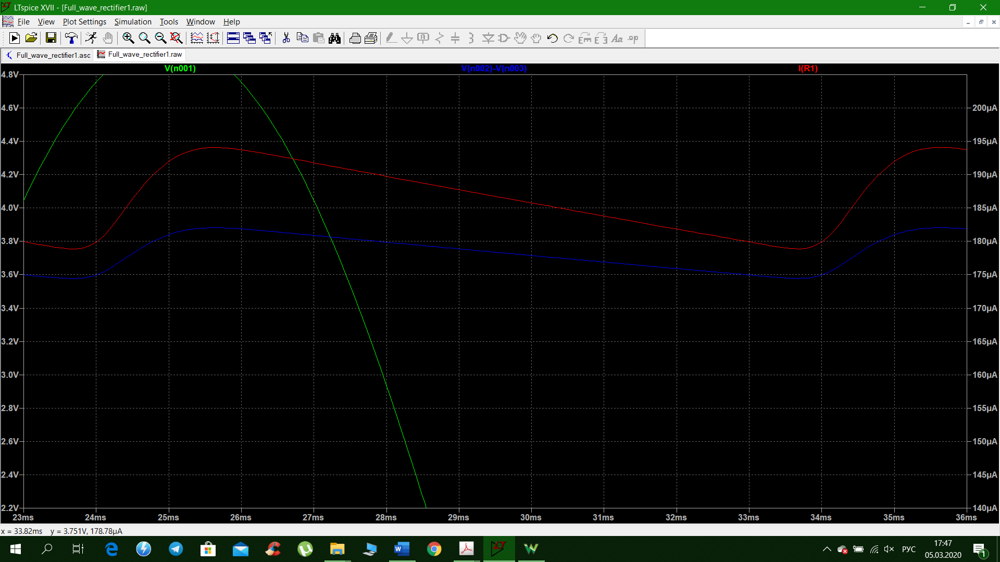 LTspice XVII - [Full_wave_rectifier1.raw]
File View Plot Settings Simulation Tools Window Help
Full_wave_rectifier1.asc Full_wave_rectifier1.raw
V(n001) V(n002)-V(n003) I(R1)
4.8V
4.6V 200µA
4.4V 195µA
4.2V 190µA
4.0V 185µA
3.8V 180µA
3.6V 175µA
3.4V 170µA
3.2V 165µA
3.0V 160µA
2.8V 155µA
2.6V 150µA
2.4V 145µA
2.2V 140µA
23ms 24ms 25ms 26ms 27ms 28ms 29ms 30ms 31ms 32ms 33ms 34ms 35ms 36ms
x = 33.82ms y = 3.751V, 178.78µA
РУС
17:47
05.03.2020
1